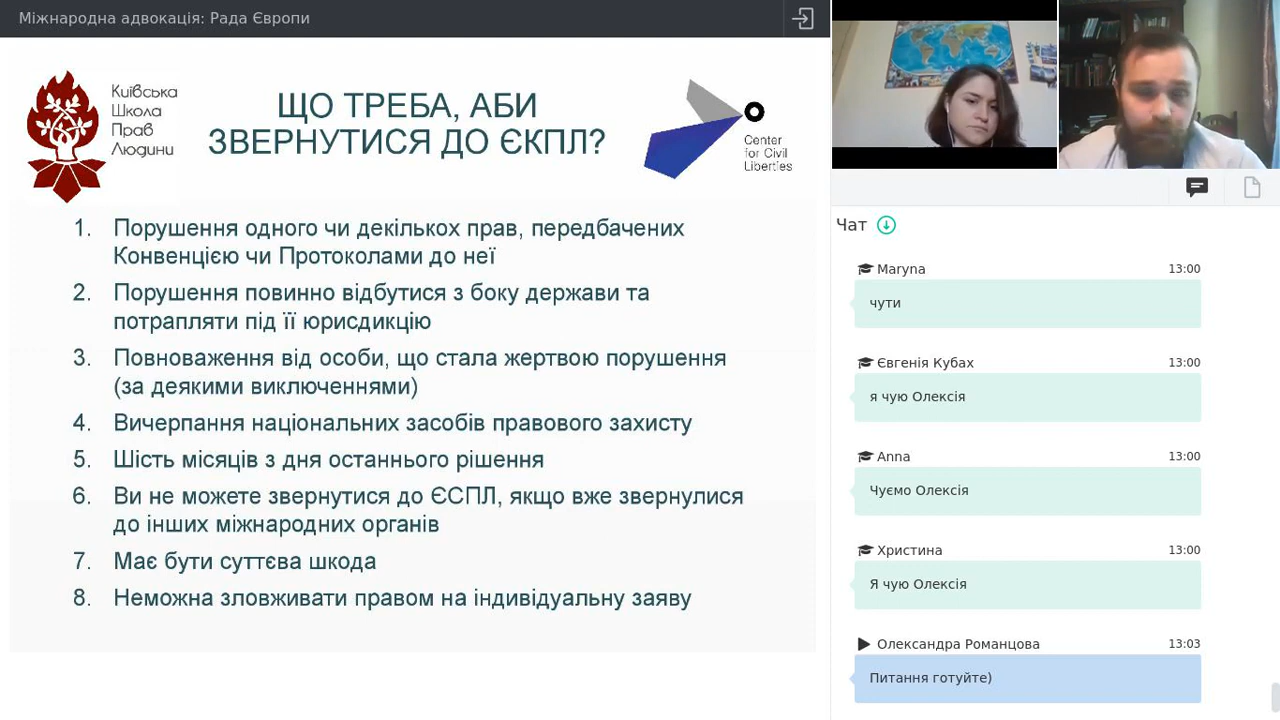 Міжнародна адвокація: Рада Європи
Київська
Школа
Прав
Людини
ЩО ТРЕБА, АБИ
ЗВЕРНУТИСЯ ДО ЄКПЛ?
Center
for Civil
Liberties
1. Порушення одного чи декількох прав, передбачених
Конвенцією чи Протоколами до неї
2. Порушення повинно відбутися з боку держави та
потрапляти під її юрисдикцію
3. Повноваження від особи, що стала жертвою порушення
(за деякими виключеннями)
4. Вичерпання національних засобів правового захисту
5. Шість місяців з дня останнього рішення
6. Ви не можете звернутися до ЄСПЛ, якщо вже звернулися
до інших міжнародних органів
7. Має бути суттєва шкода
8. Неможна зловживати правом на індивідуальну заяву
Чат
Maryna 13:00
чути
Євгенія Кубах 13:00
я чую Олексія
Anna 13:00
Чуємо Олексія
Христина 13:00
Я чую Олексія
Олександра Романцова 13:03
Питання готуйте)